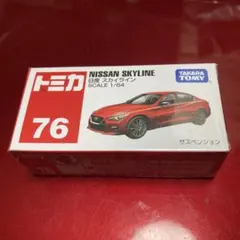 トミカ
76
NISSAN SKYLINE
日産 スカイライン
SCALE 1/64
TAKARA
TOMY
サスペンション